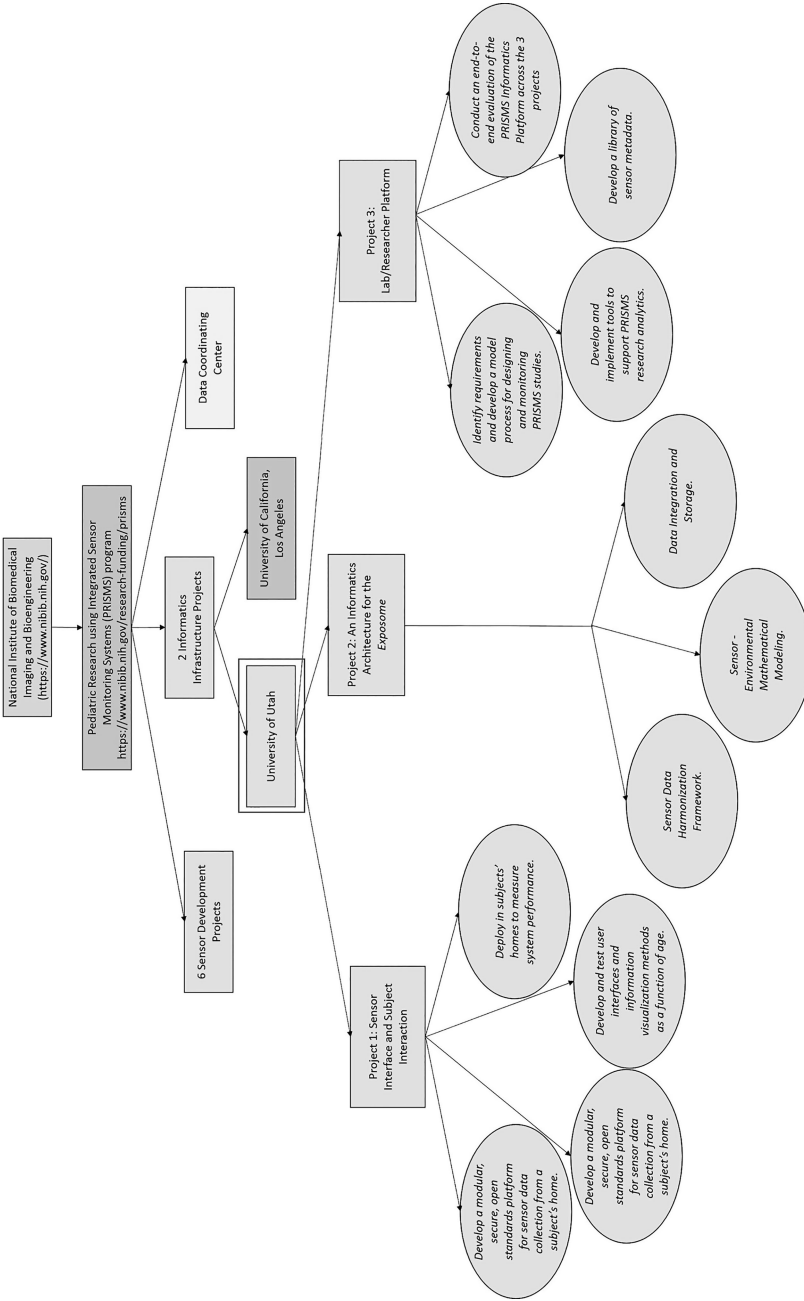 National Institute of Biomedical
Imaging and Bioengineering
(https://www.nibib.nih.gov/)
Pediatric Research using Integrated Sensor
Monitoring Systems (PRISMS) program
https://www.nibib.nih.gov/research-funding/prisms
6 Sensor Development
Projects
2 Informatics
Infrastructure Projects
Data Coordinating
Center
University of Utah
University of California,
Los Angeles
Project 1: Sensor
Interface and Subject
Interaction
Project 2: An Informatics
Architecture for the
Exposome
Project 3:
Lab/Researcher Platform
Develop a modular,
secure, open
standards platform
for sensor data
collection from a
subject's home.
Develop a modular,
secure, open
standards platform
for sensor data
collection from a
subject's home.
Develop and test user
interfaces and
information
visualization methods
as a function of age.
Deploy in subjects'
homes to measure
system performance.
Sensor Data
Harmonization
Framework.
Sensor -
Environmental
Mathematical
Modeling.
Data Integration and
Storage.
Identify requirements
and develop a model
process for designing
and monitoring
PRISMS studies.
Develop and
implement tools to
support PRISMS
research analytics.
Develop a library of
sensor metadata.
Conduct an end-to-
end evaluation of the
PRISMS Informatics
Platform across the 3
projects